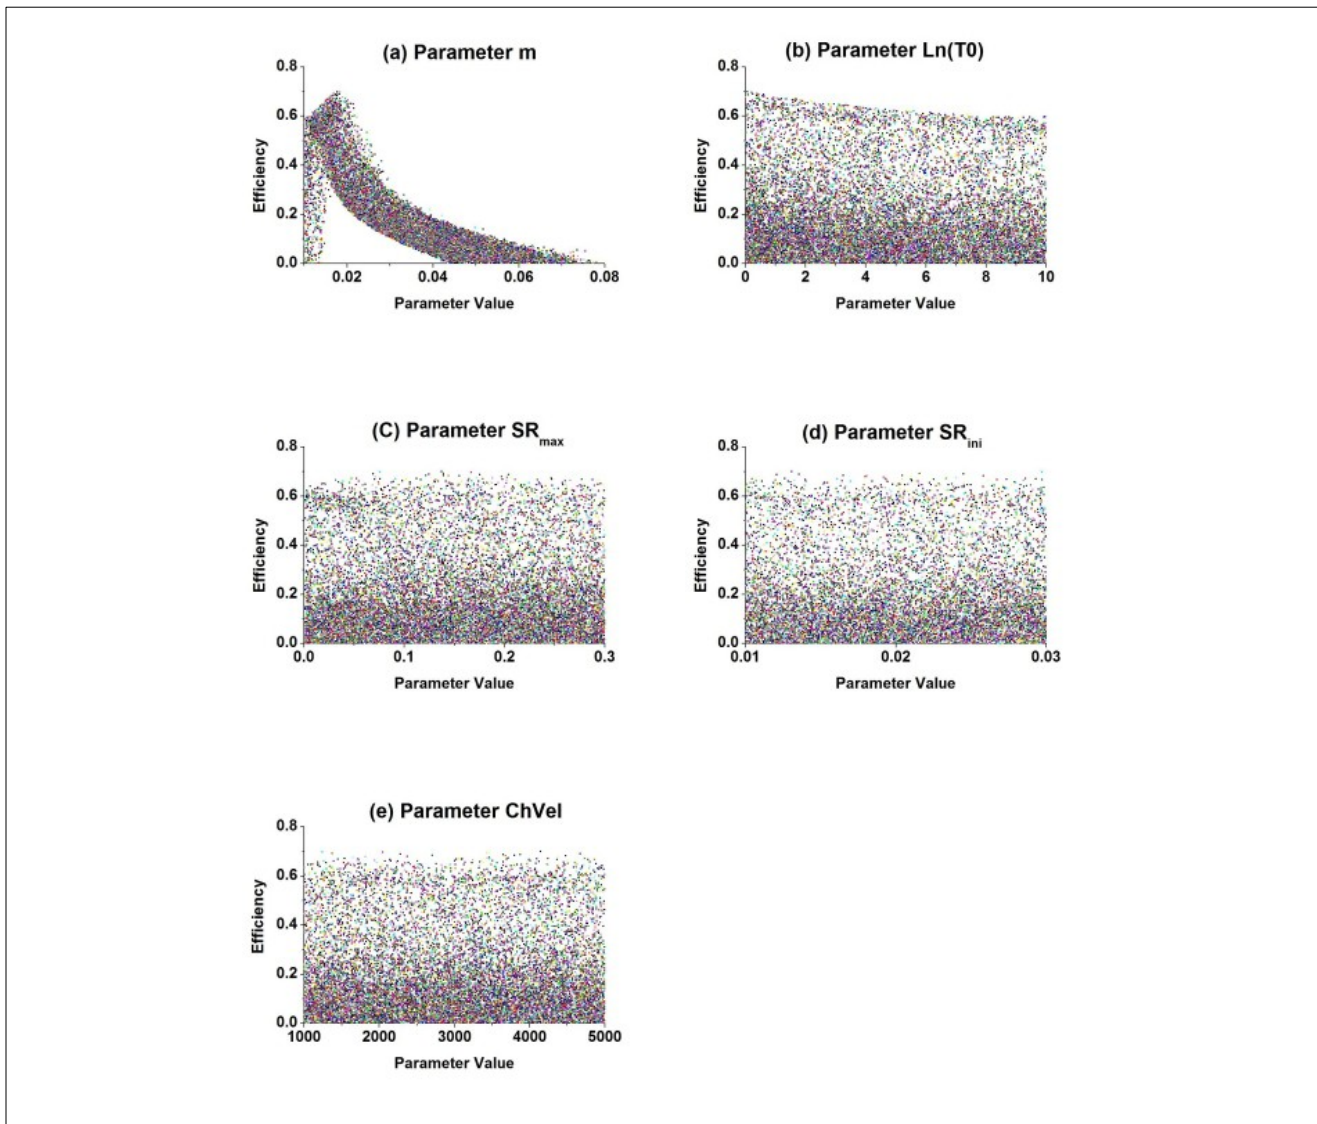 (a) Parameter m
0.8
0.6
0.4
0.2
0.0
Efficiency
0.02 0.04 0.06 0.08
Parameter Value
(b) Parameter Ln(T0)
0.8
0.6
0.4
0.2
0.0
Efficiency
0 2 4 6 8 10
Parameter Value
(C) Parameter SRmax
0.8
0.6
0.4
0.2
0.0
Efficiency
0.0 0.1 0.2 0.3
Parameter Value
(d) Parameter SRini
0.8
0.6
0.4
0.2
0.0
Efficiency
0.01 0.02 0.03
Parameter Value
(e) Parameter ChVel
0.8
0.6
0.4
0.2
0.0
Efficiency
1000 2000 3000 4000 5000
Parameter Value